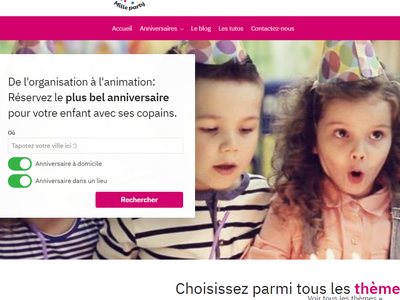 Mille party
Accueil Anniversaires Le blog Les tutos Contactez-nous
De l'organisation à l'animation:
Réservez le plus bel anniversaire
pour votre enfant avec ses copains.
Où
Tapotez votre ville ici :)
Anniversaire à domicile
Anniversaire dans un lieu
Rechercher
Choisissez parmi tous les thème
Voir tous les thèmes »